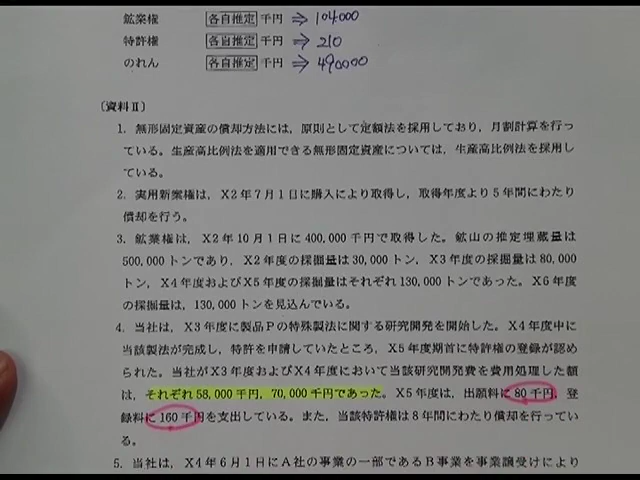 鉱業権 各自推定 千円 ⇒ 104000
特許権 各自推定 千円 ⇒ 210
のれん 各自推定 千円 ⇒ 490000
〔資料Ⅱ〕
1. 無形固定資産の償却方法には，原則として定額法を採用しており，月割計算を行っ
ている。生産高比例法を適用できる無形固定資産については，生産高比例法を採用し
ている。
2. 実用新案権は，X2年7月1日に購入により取得し，取得年度より5年間にわたり
償却を行う。
3. 鉱業権は，X2年10月1日に400,000千円で取得した。鉱山の推定埋蔵量は
500,000トンであり，X2年度の採掘量は30,000トン，X3年度の採掘量は80,000
トン，X4年度およびX5年度の採掘量はそれぞれ130,000トンであった。X6年度
の採掘量は，130,000トンを見込んでいる。
4. 当社は，X3年度に製品Pの特殊製法に関する研究開発を開始した。X4年度中に
当該製法が完成し，特許を申請していたところ，X5年度期首に特許権の登録が認め
られた。当社がX3年度およびX4年度において当該研究開発費を費用処理した額
は，それぞれ58,000千円，70,000千円であった。X5年度は，出願料に80千円，登
録料に160千円を支出している。また，当該特許権は8年間にわたり償却を行ってい
る。
5. 当社は，X4年6月1日にA社の事業の一部であるB事業を事業譲受けにより